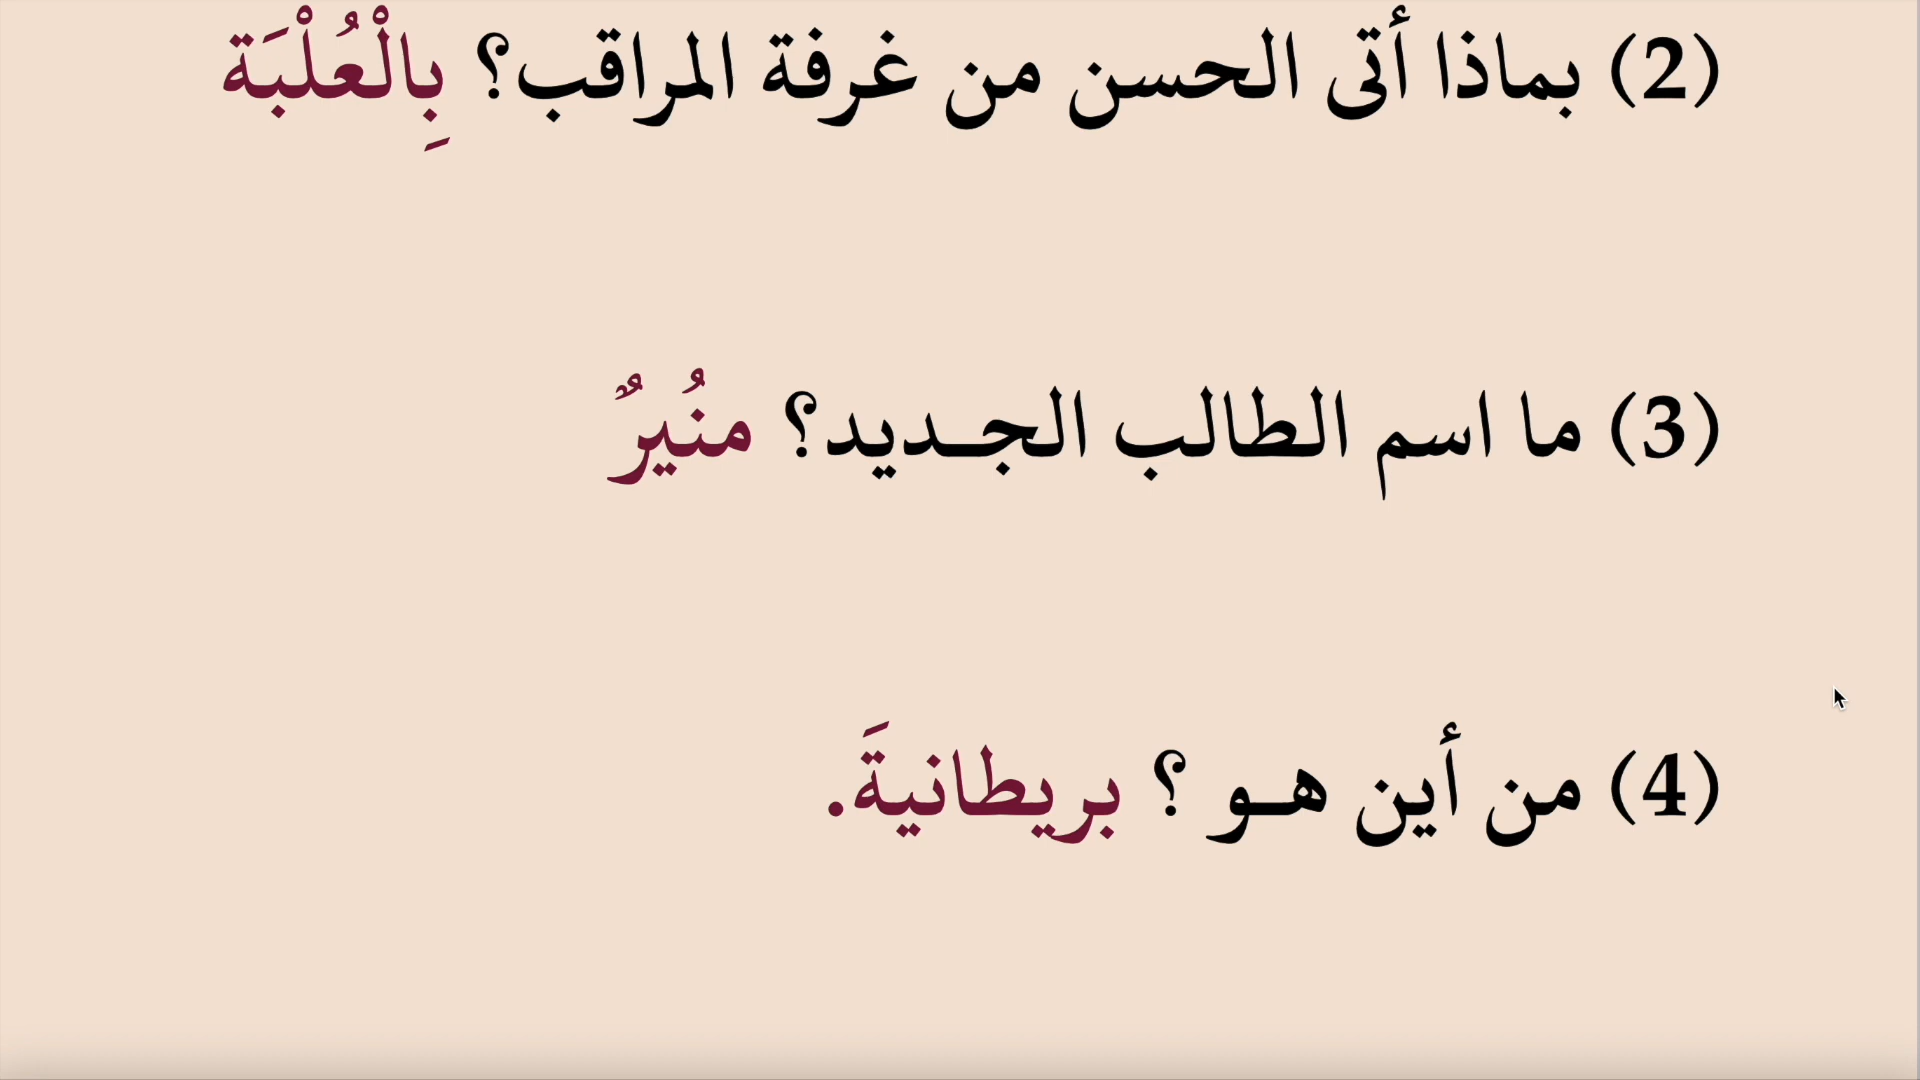 (2) بماذا أتى الحسن من غرفة المراقب؟ بِالْعُلْبَة
(3) ما اسم الطالب الجـديد؟ منُيرٌ
(4) من أين هـو ؟ بريطانيةَ.